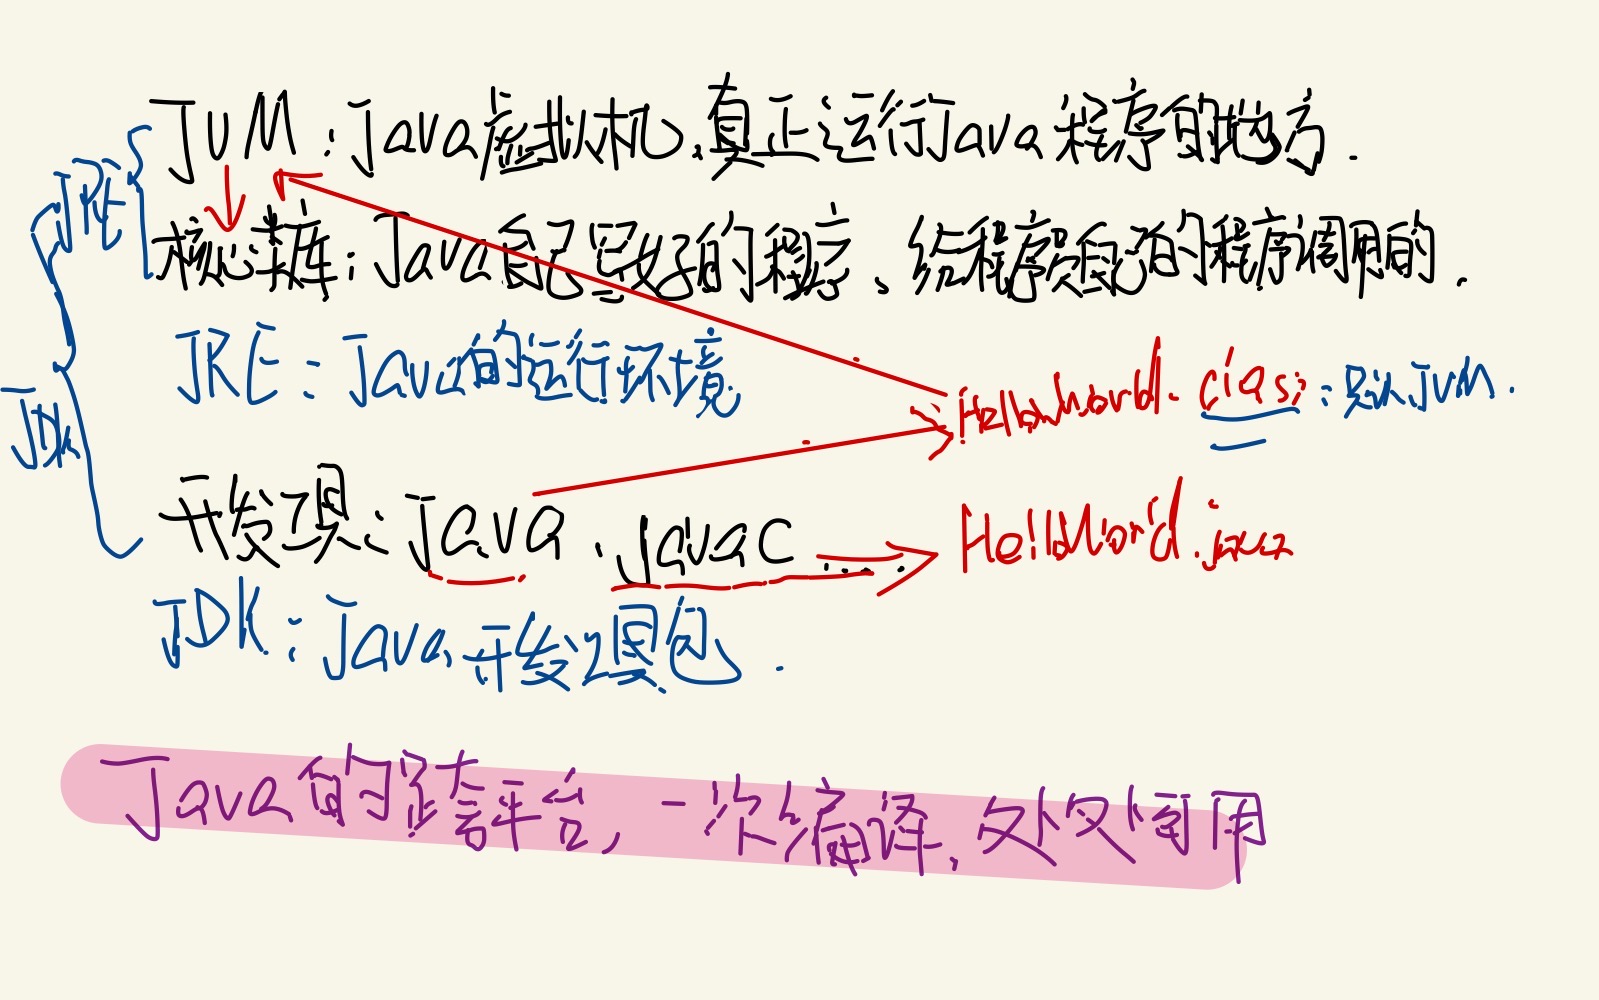 JVM：Java虚拟机，真正运行Java程序的地方.
JRE
核心类库：Java自己写好的程序、给程序员自己的程序调用的.
JRE：Java的运行环境
HelloWorld.class：只认JVM.
JDK
开发工具：java、javac ……
HelloWorld.java
JDK：Java开发工具包.
Java的跨平台，一次编译、处处可用